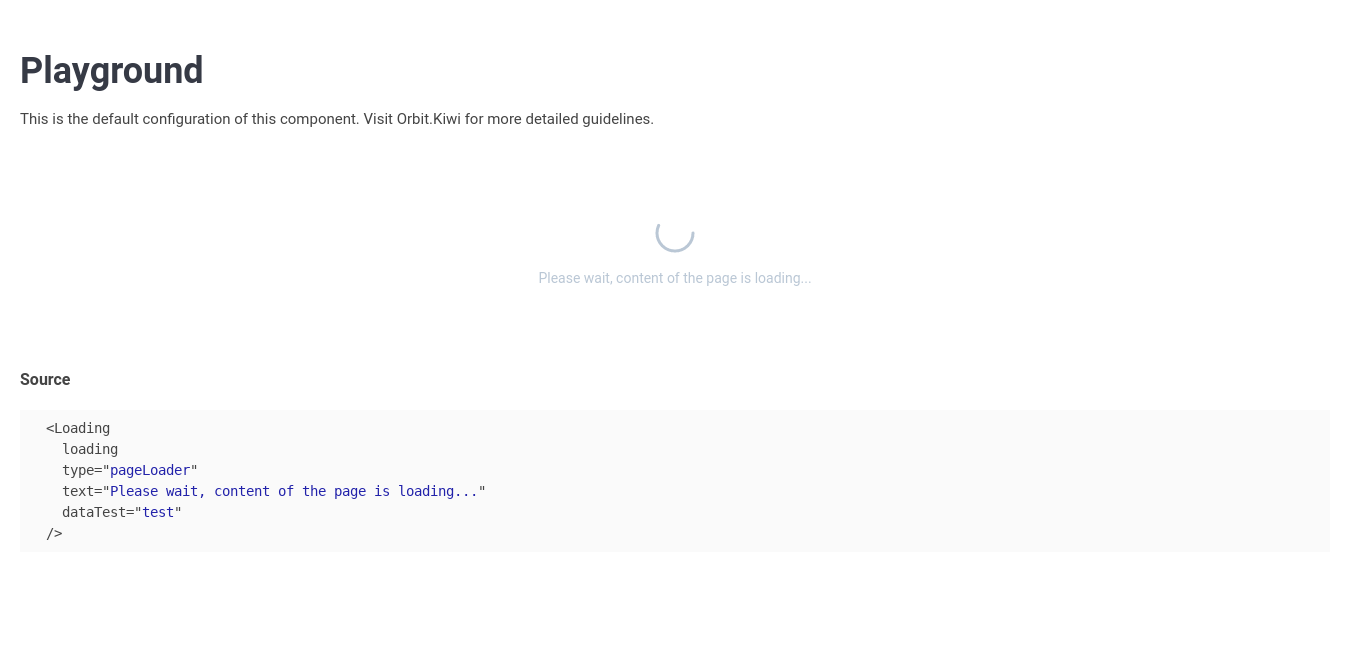 Playground
This is the default configuration of this component. Visit Orbit.Kiwi for more detailed guidelines.
Please wait, content of the page is loading...
Source
<Loading
  loading
  type="pageLoader"
  text="Please wait, content of the page is loading..."
  dataTest="test"
/>